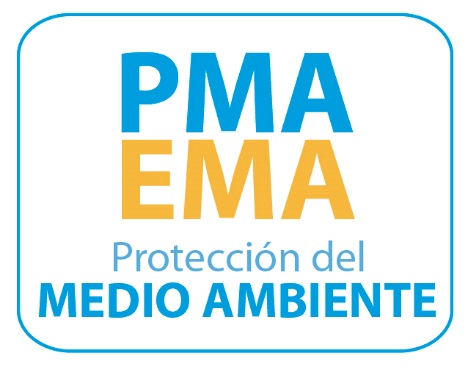 PMA
EMA
Protección del
MEDIO AMBIENTE